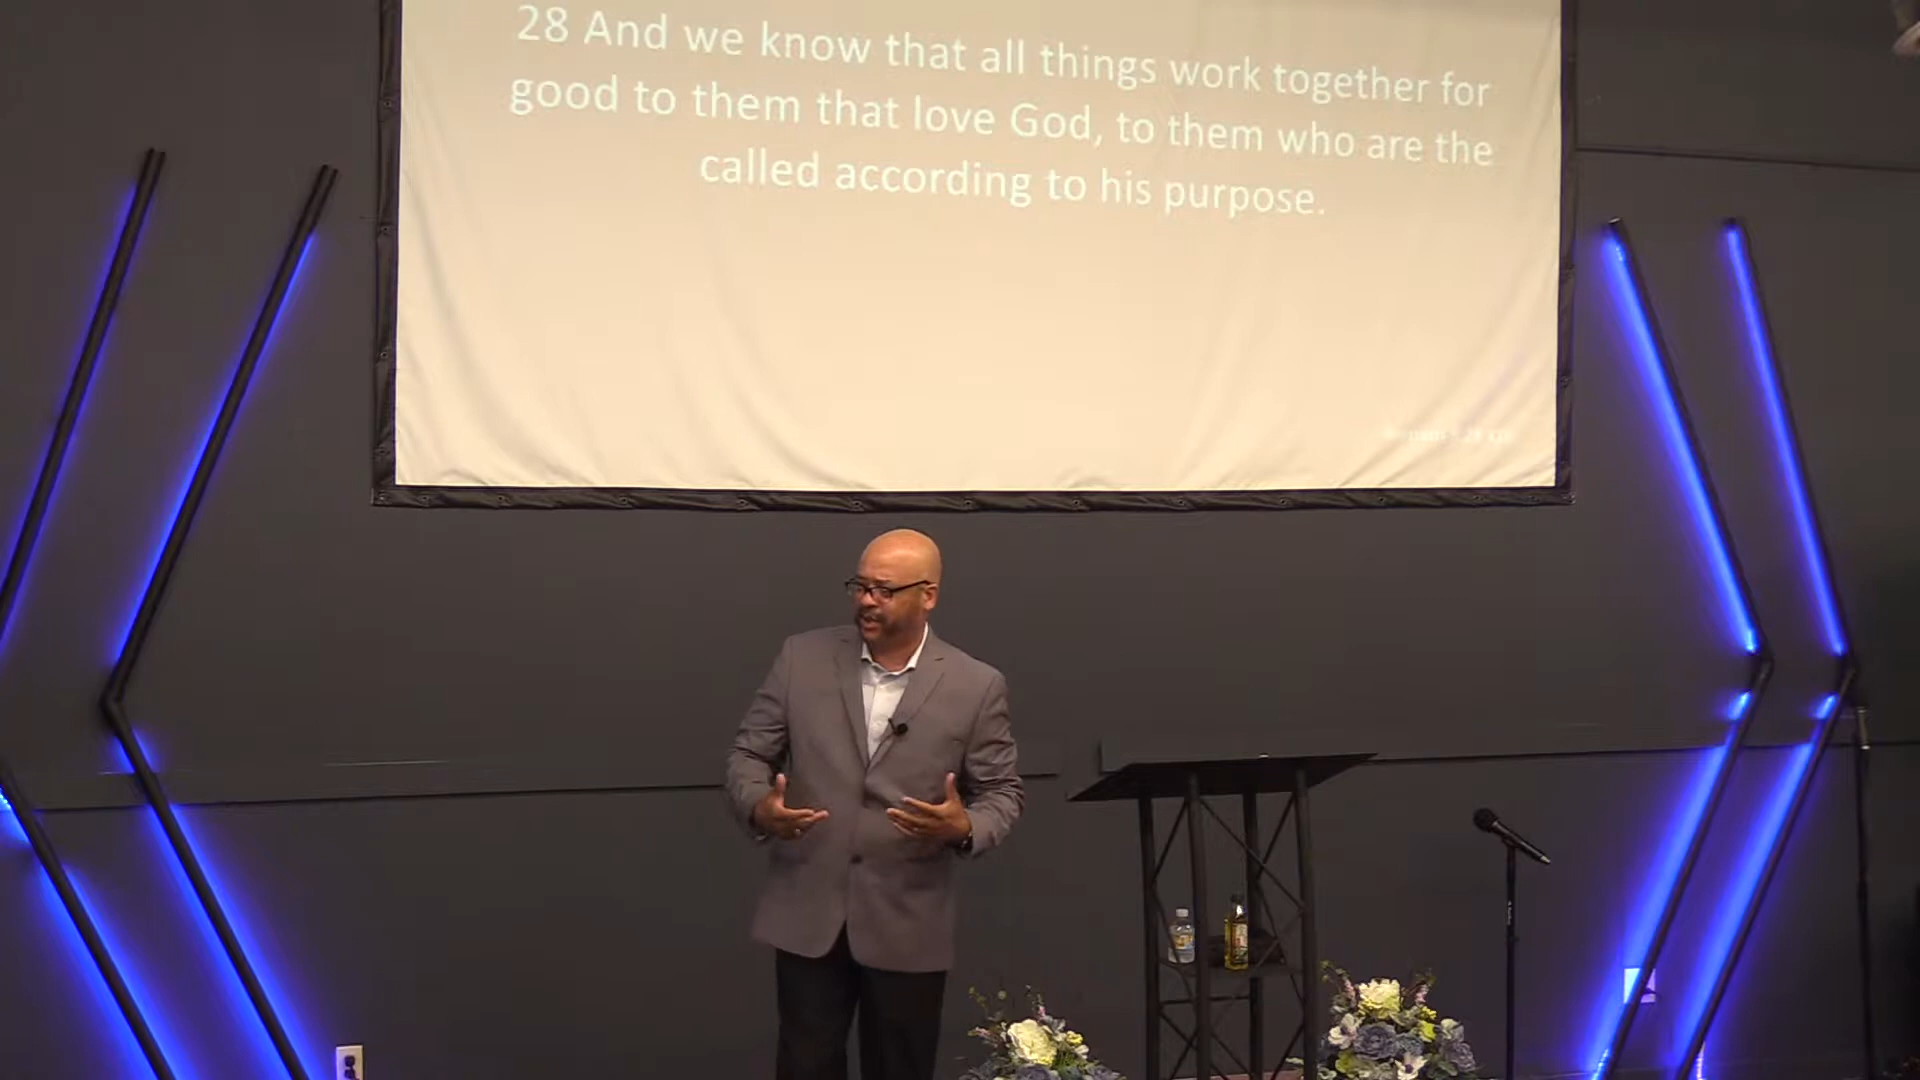 28 And we know that all things work together for
good to them that love God, to them who are the
called according to his purpose.